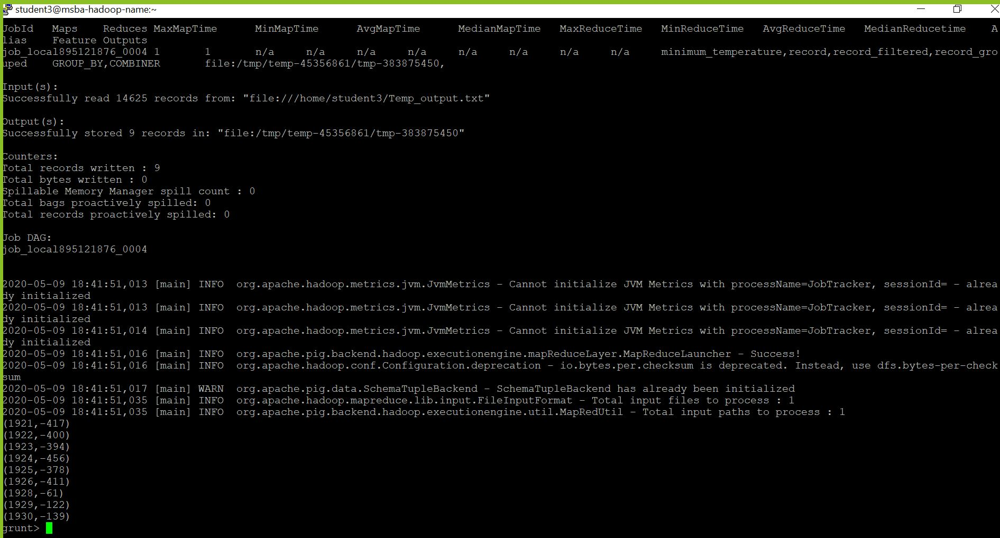 student3@msba-hadoop-name:~
JobId   Maps    Reduces MaxMapTime      MinMapTime      AvgMapTime      MedianMapTime   MaxReduceTime   MinReduceTime   AvgReduceTime   MedianReducetime    A
lias    Feature Outputs
job_local895121876_0004 1       1       n/a     n/a     n/a     n/a     n/a     n/a     n/a     n/a     minimum_temperature,record,record_filtered,record_gro
uped    GROUP_BY,COMBINER       file:/tmp/temp-45356861/tmp-383875450,
Input(s):
Successfully read 14625 records from: "file:///home/student3/Temp_output.txt"
Output(s):
Successfully stored 9 records in: "file:/tmp/temp-45356861/tmp-383875450"
Counters:
Total records written : 9
Total bytes written : 0
Spillable Memory Manager spill count : 0
Total bags proactively spilled: 0
Total records proactively spilled: 0
Job DAG:
job_local895121876_0004
2020-05-09 18:41:51,013 [main] INFO  org.apache.hadoop.metrics.jvm.JvmMetrics - Cannot initialize JVM Metrics with processName=JobTracker, sessionId= - alrea
dy initialized
2020-05-09 18:41:51,013 [main] INFO  org.apache.hadoop.metrics.jvm.JvmMetrics - Cannot initialize JVM Metrics with processName=JobTracker, sessionId= - alrea
dy initialized
2020-05-09 18:41:51,014 [main] INFO  org.apache.hadoop.metrics.jvm.JvmMetrics - Cannot initialize JVM Metrics with processName=JobTracker, sessionId= - alrea
dy initialized
2020-05-09 18:41:51,016 [main] INFO  org.apache.pig.backend.hadoop.executionengine.mapReduceLayer.MapReduceLauncher - Success!
2020-05-09 18:41:51,016 [main] INFO  org.apache.hadoop.conf.Configuration.deprecation - io.bytes.per.checksum is deprecated. Instead, use dfs.bytes-per-check
sum
2020-05-09 18:41:51,017 [main] WARN  org.apache.pig.data.SchemaTupleBackend - SchemaTupleBackend has already been initialized
2020-05-09 18:41:51,035 [main] INFO  org.apache.hadoop.mapreduce.lib.input.FileInputFormat - Total input files to process : 1
2020-05-09 18:41:51,035 [main] INFO  org.apache.pig.backend.hadoop.executionengine.util.MapRedUtil - Total input paths to process : 1
(1921,-417)
(1922,-400)
(1923,-394)
(1924,-456)
(1925,-378)
(1926,-411)
(1928,-61)
(1929,-122)
(1930,-139)
grunt>